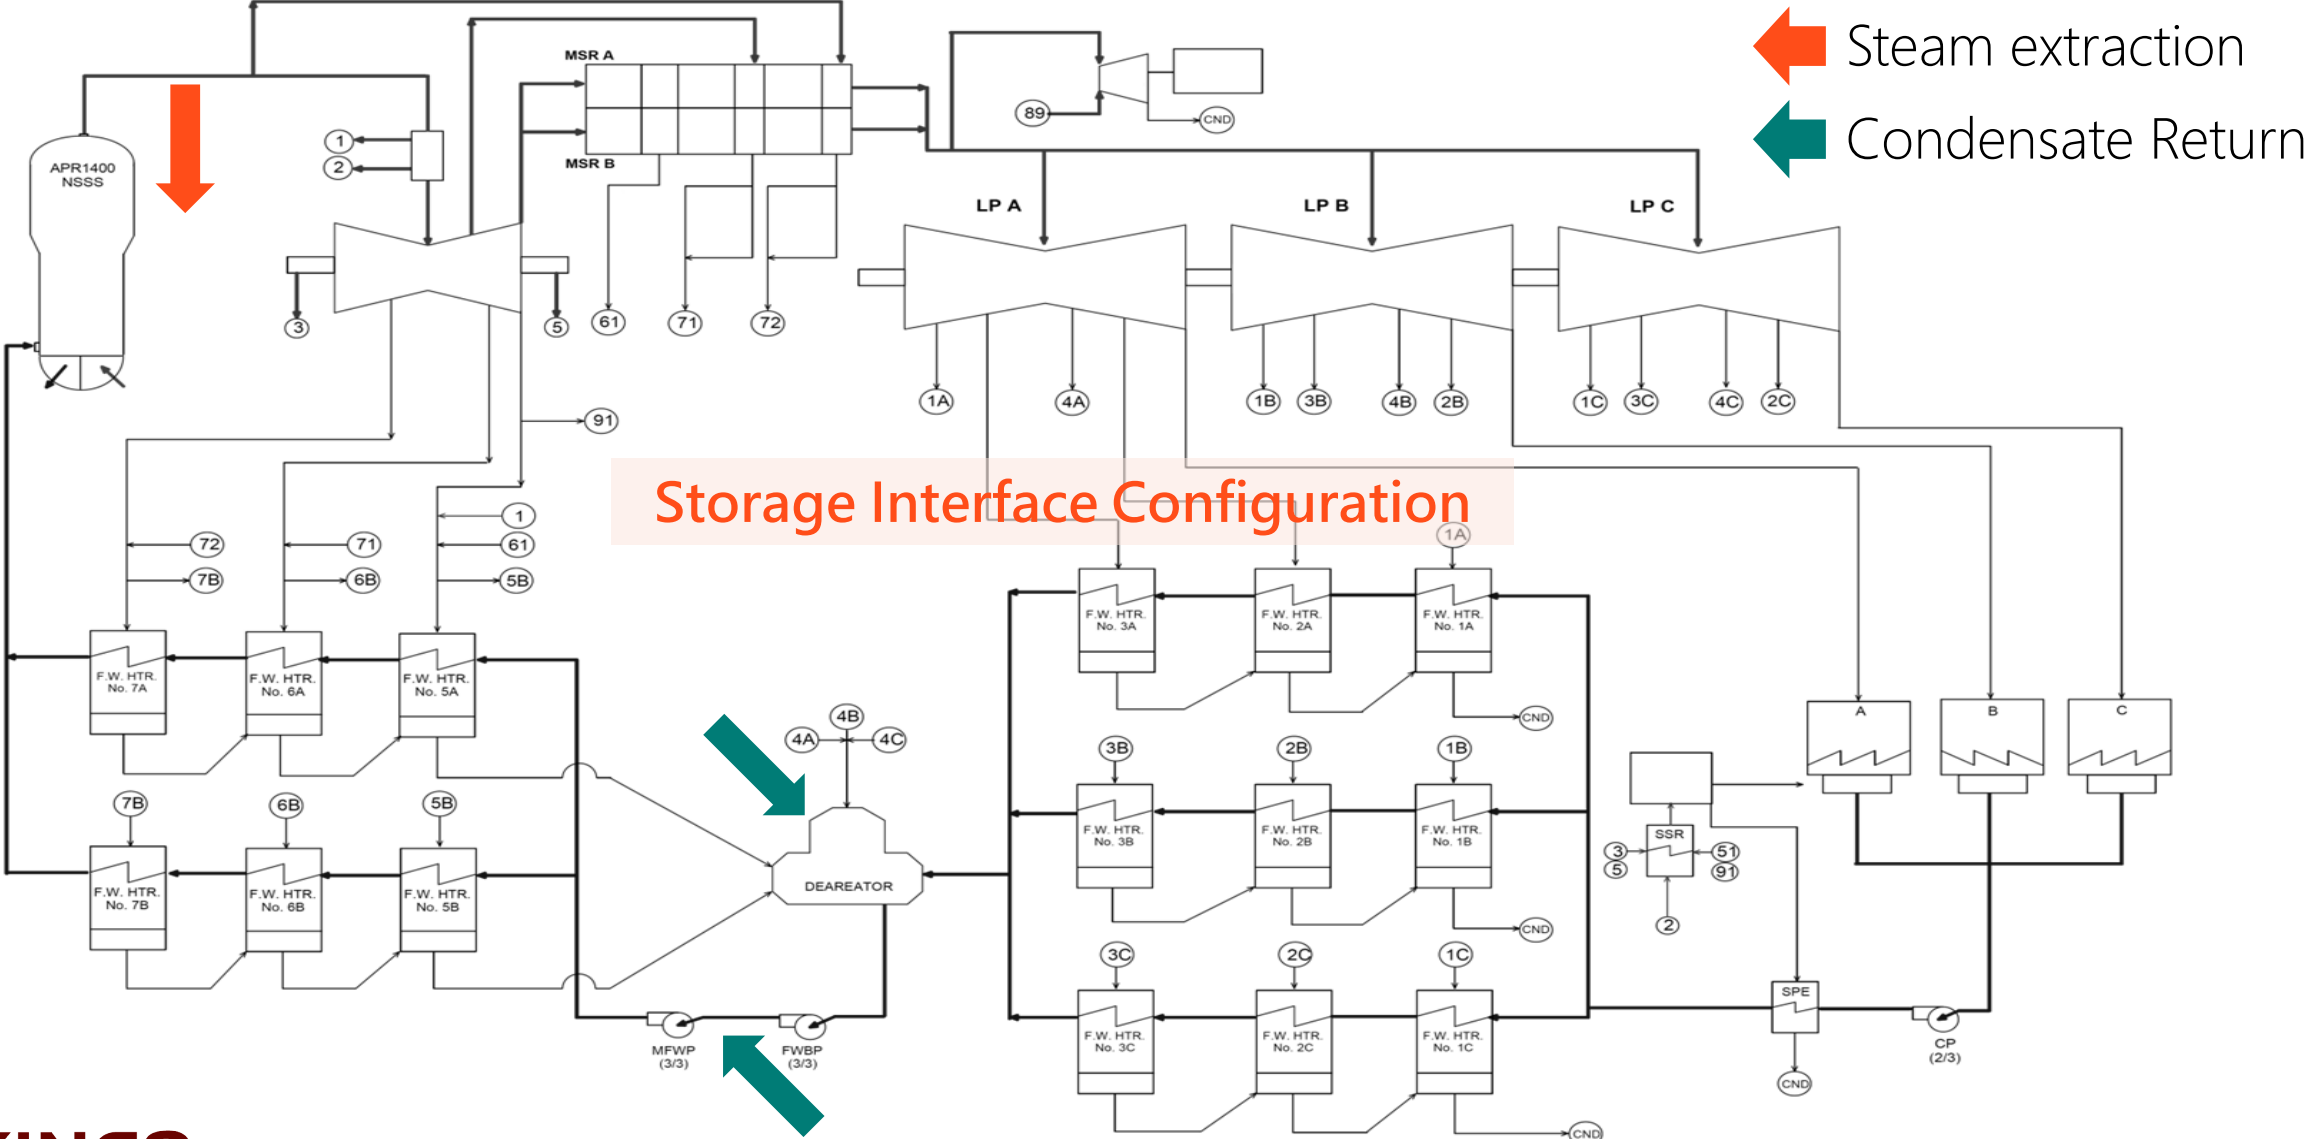 Steam extraction
Condensate Return
MSR A
MSR B
APR1400
NSSS
1
2
3
5
61
71
72
89
CND
LP A
LP B
LP C
1A
4A
1B
3B
4B
2B
1C
3C
4C
2C
91
Storage Interface Configuration
1
61
5B
71
6B
72
7B
1A
F.W. HTR.
No. 7A
F.W. HTR.
No. 6A
F.W. HTR.
No. 5A
F.W. HTR.
No. 3A
F.W. HTR.
No. 2A
F.W. HTR.
No. 1A
CND
4B
4A
4C
A
B
C
7B
6B
5B
3B
2B
1B
F.W. HTR.
No. 7B
F.W. HTR.
No. 6B
F.W. HTR.
No. 5B
DEAREATOR
F.W. HTR.
No. 3B
F.W. HTR.
No. 2B
F.W. HTR.
No. 1B
CND
SSR
3
5
51
91
2
3C
2C
1C
F.W. HTR.
No. 3C
F.W. HTR.
No. 2C
F.W. HTR.
No. 1C
CND
MFWP
(3/3)
FWBP
(3/3)
SPE
CND
CP
(2/3)